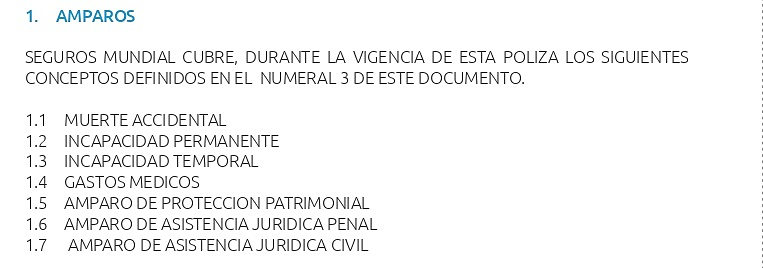 1. AMPAROS
SEGUROS MUNDIAL CUBRE, DURANTE LA VIGENCIA DE ESTA POLIZA LOS SIGUIENTES
CONCEPTOS DEFINIDOS EN EL NUMERAL 3 DE ESTE DOCUMENTO.
1.1 MUERTE ACCIDENTAL
1.2 INCAPACIDAD PERMANENTE
1.3 INCAPACIDAD TEMPORAL
1.4 GASTOS MEDICOS
1.5 AMPARO DE PROTECCION PATRIMONIAL
1.6 AMPARO DE ASISTENCIA JURIDICA PENAL
1.7 AMPARO DE ASISTENCIA JURIDICA CIVIL